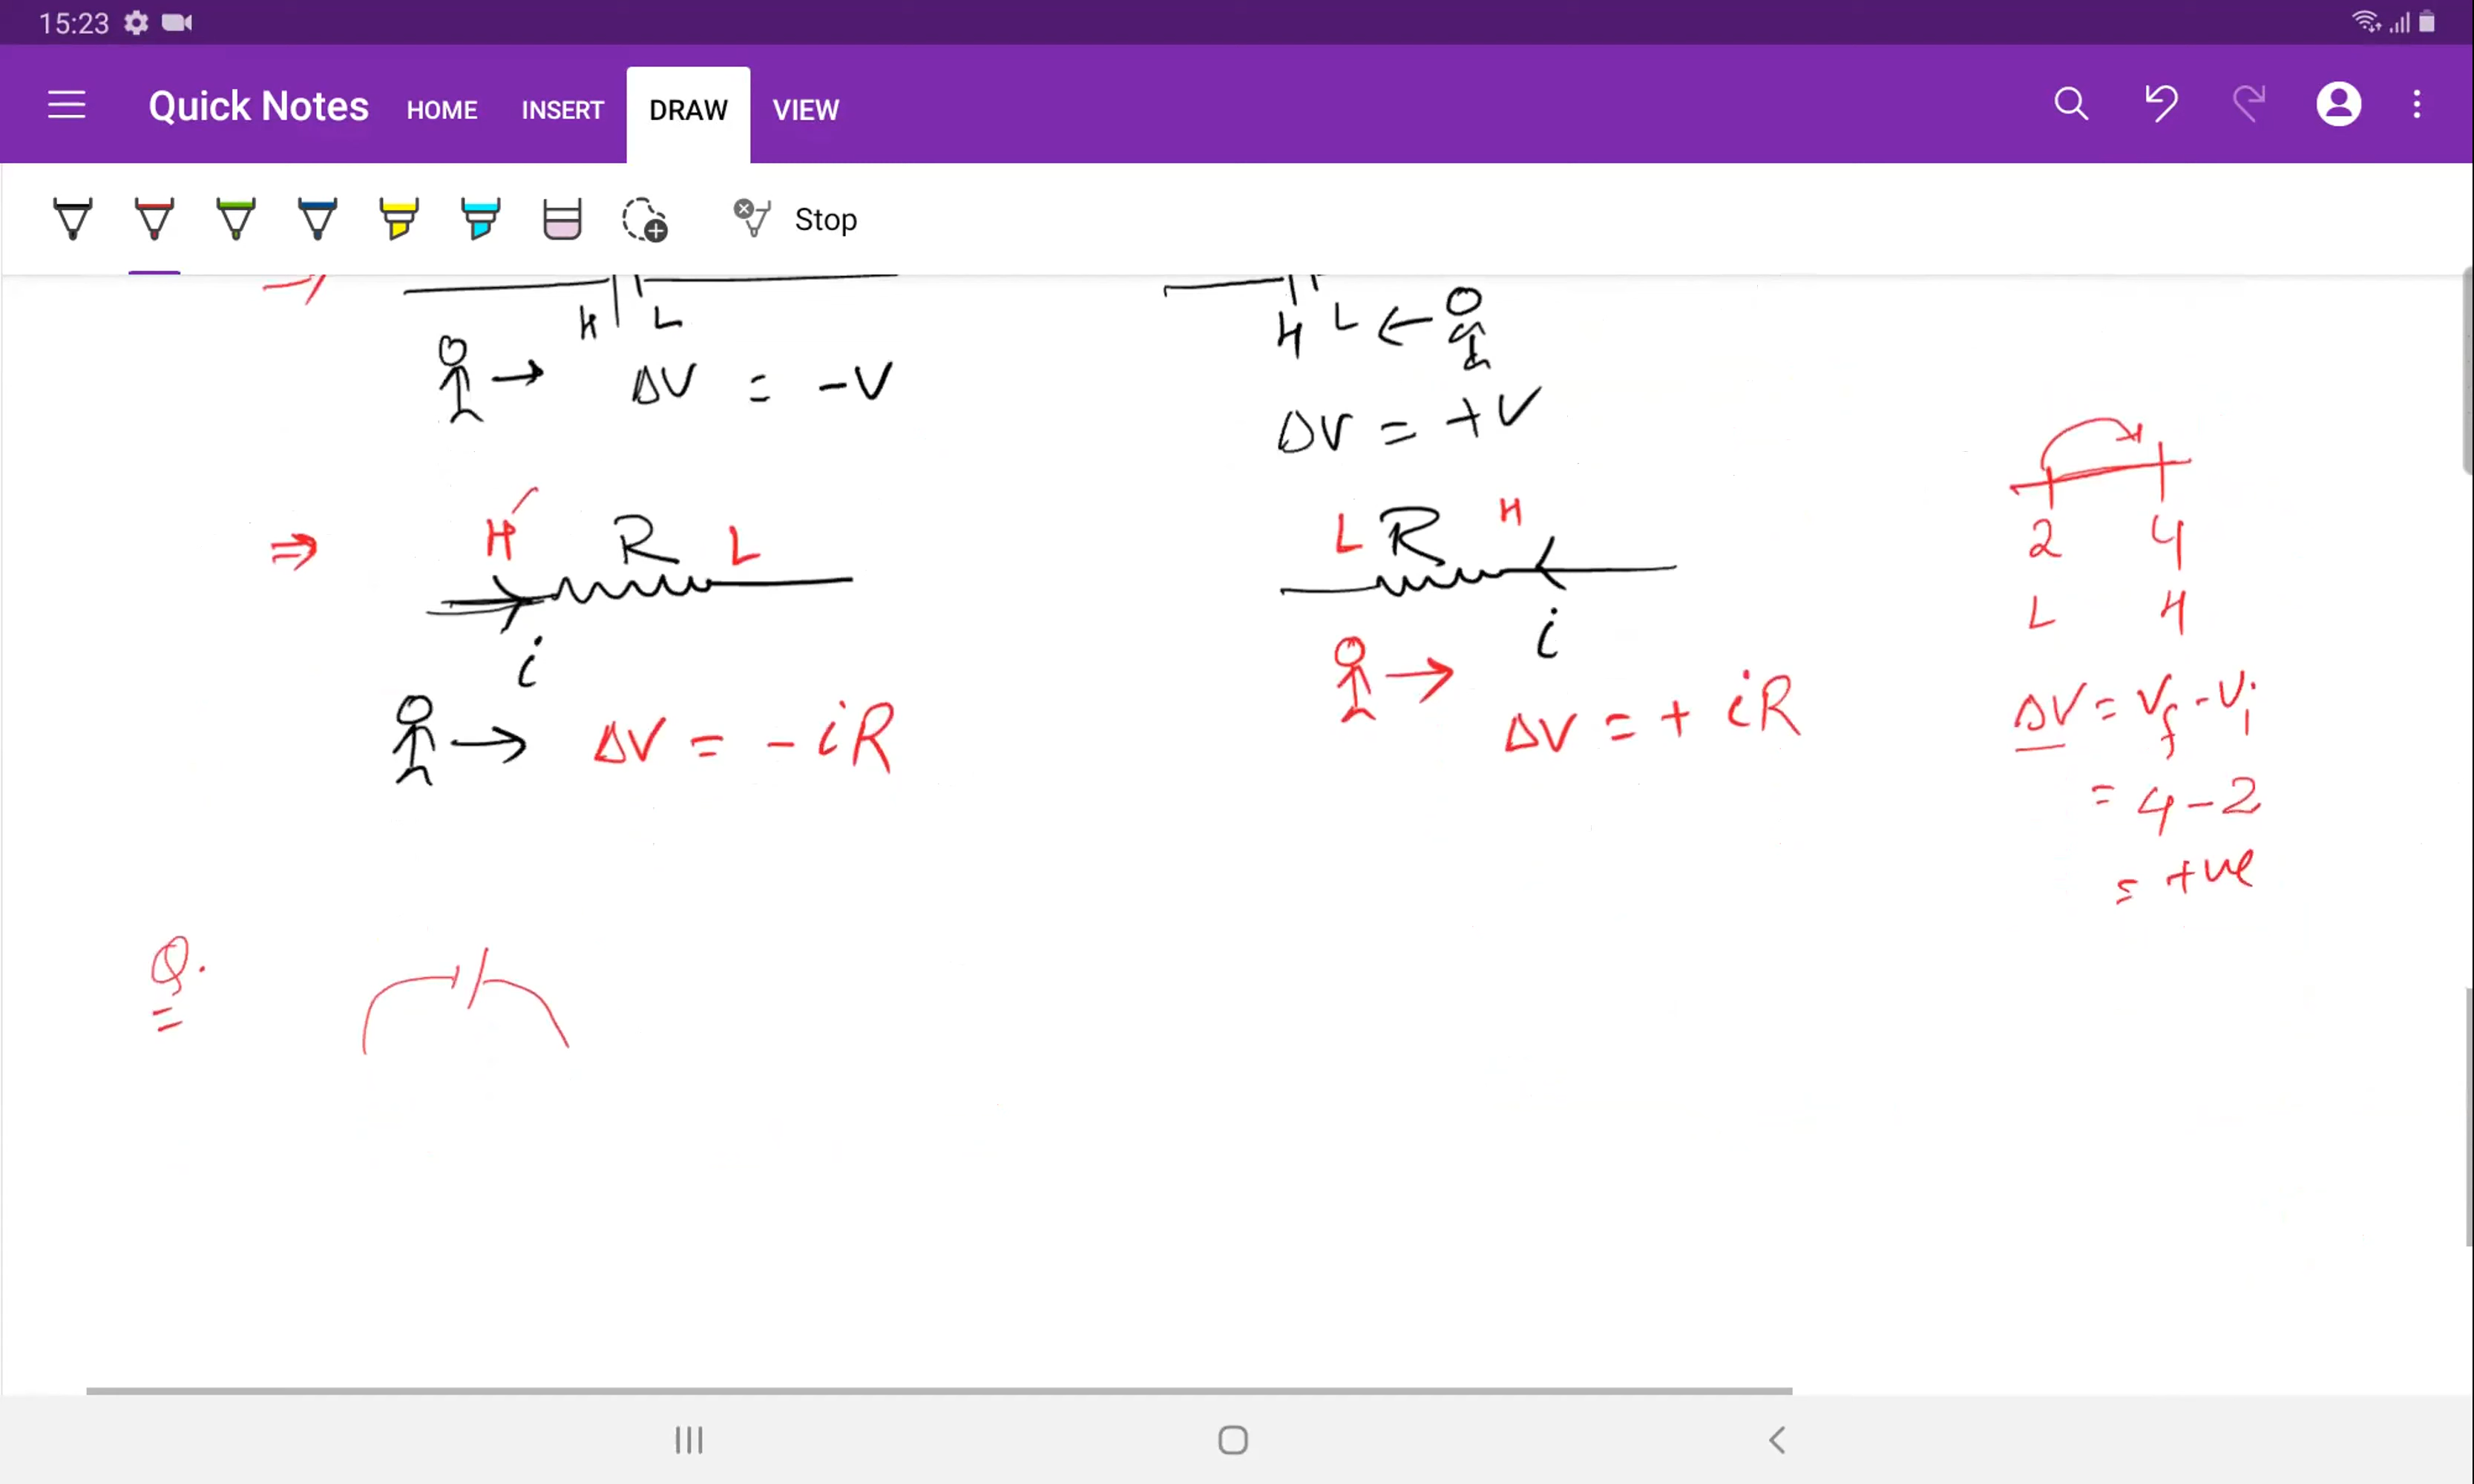 15:23
Quick Notes HOME INSERT DRAW VIEW
Stop
H L
ΔV = -V
H L
ΔV = +V
⇒ H R L
i
ΔV = - iR
L R H
i
ΔV = + iR
2 4
L H
ΔV = Vf - Vi
= 4 - 2
= +ve
Q.